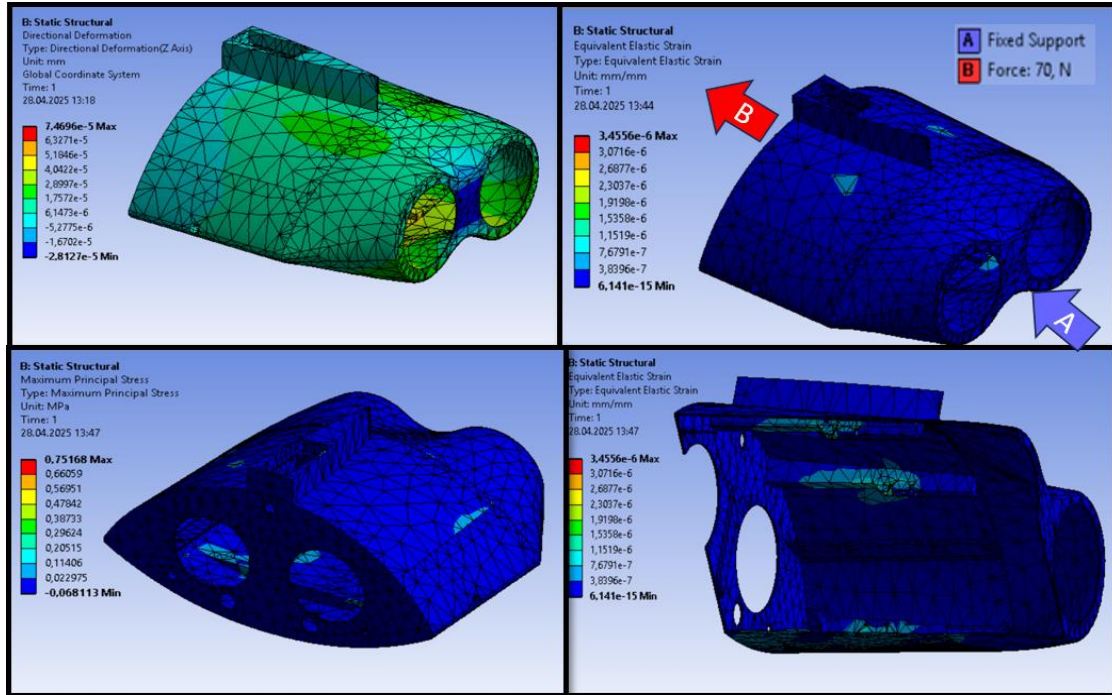 B: Static Structural
Directional Deformation
Type: Directional Deformation(Z Axis)
Unit: mm
Global Coordinate System
Time: 1
28.04.2025 13:18
7,4696e-5 Max
6,3271e-5
5,1846e-5
4,0422e-5
2,8997e-5
1,7572e-5
6,1473e-6
-5,2775e-6
-1,6702e-5
-2,8127e-5 Min
B: Static Structural
Equivalent Elastic Strain
Type: Equivalent Elastic Strain
Unit: mm/mm
Time: 1
28.04.2025 13:44
3,4556e-6 Max
3,0716e-6
2,6877e-6
2,3037e-6
1,9198e-6
1,5358e-6
1,1519e-6
7,6791e-7
3,8396e-7
6,141e-15 Min
B
A Fixed Support
B Force: 70, N
A
B: Static Structural
Maximum Principal Stress
Type: Maximum Principal Stress
Unit: MPa
Time: 1
28.04.2025 13:47
0,75168 Max
0,66059
0,56951
0,47842
0,38733
0,29624
0,20515
0,11406
0,022975
-0,068113 Min
B: Static Structural
Equivalent Elastic Strain
Type: Equivalent Elastic Strain
Unit: mm/mm
Time: 1
28.04.2025 13:47
3,4556e-6 Max
3,0716e-6
2,6877e-6
2,3037e-6
1,9198e-6
1,5358e-6
1,1519e-6
7,6791e-7
3,8396e-7
6,141e-15 Min